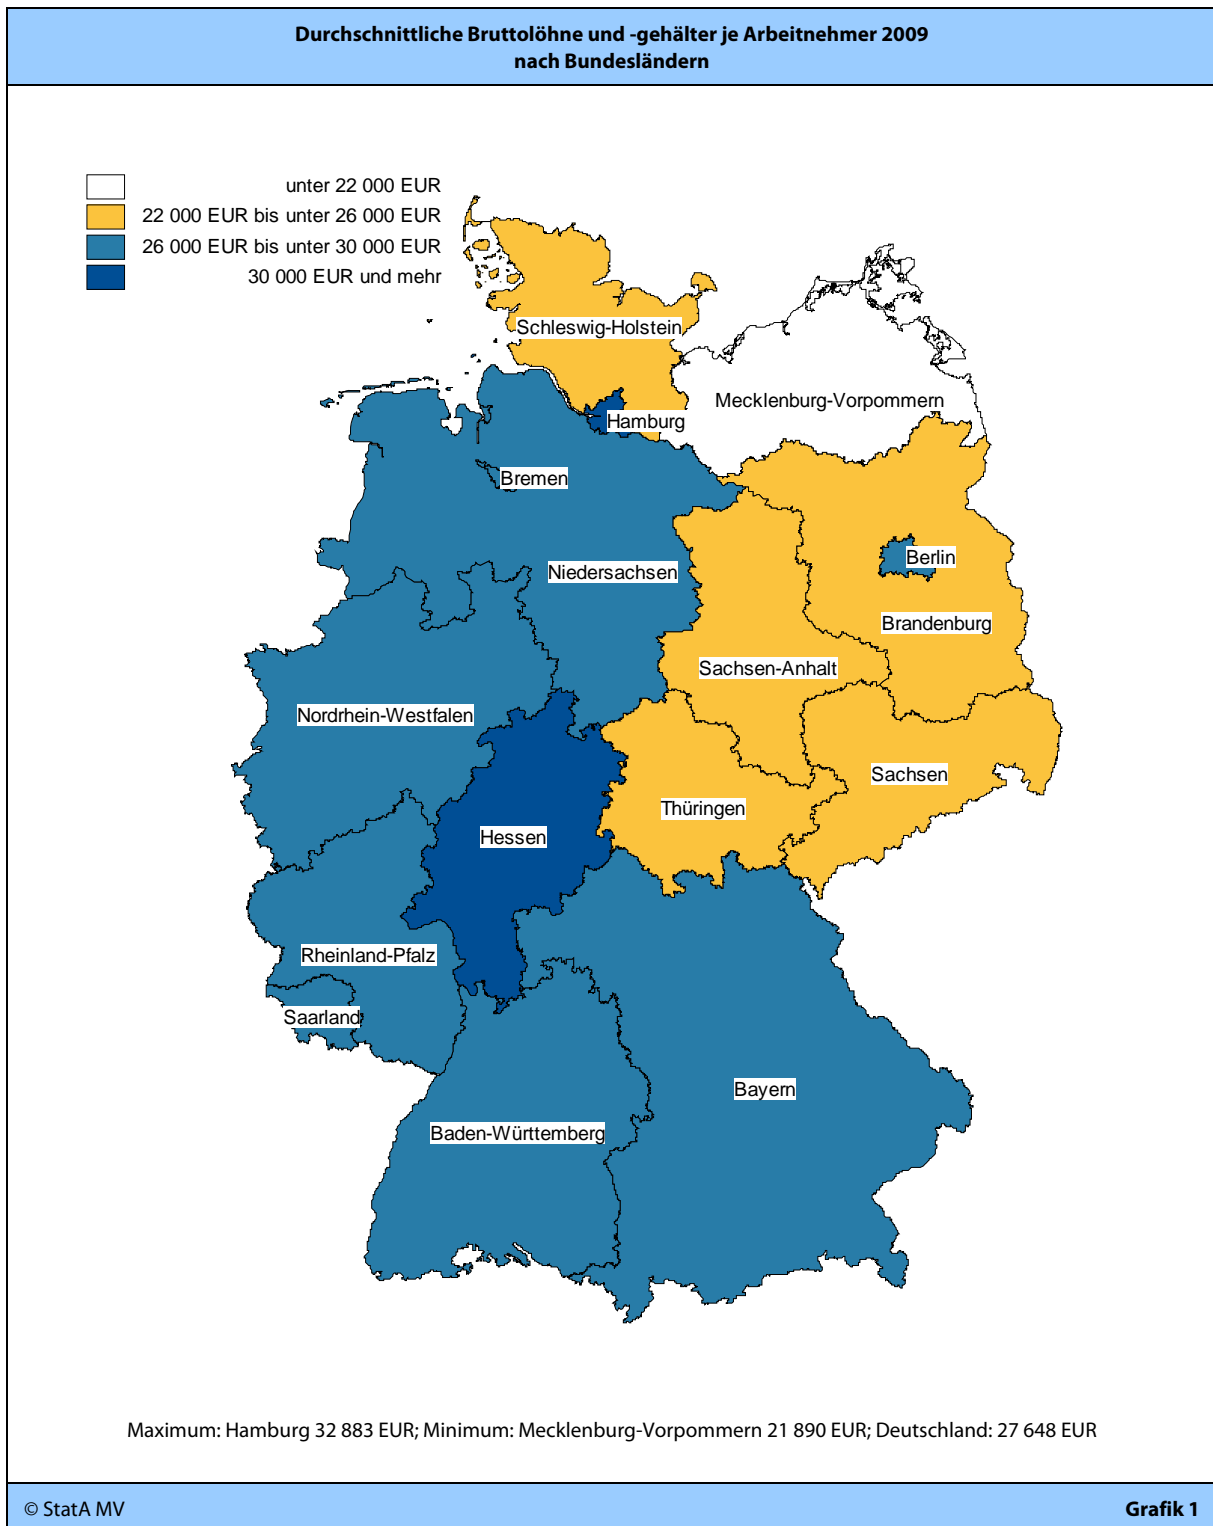 Durchschnittliche Bruttolöhne und -gehälter je Arbeitnehmer 2009
nach Bundesländern
unter 22 000 EUR
22 000 EUR bis unter 26 000 EUR
26 000 EUR bis unter 30 000 EUR
30 000 EUR und mehr
Schleswig-Holstein
Mecklenburg-Vorpommern
Hamburg
Bremen
Berlin
Niedersachsen
Brandenburg
Sachsen-Anhalt
Nordrhein-Westfalen
Sachsen
Thüringen
Hessen
Rheinland-Pfalz
Saarland
Bayern
Baden-Württemberg
Maximum: Hamburg 32 883 EUR; Minimum: Mecklenburg-Vorpommern 21 890 EUR; Deutschland: 27 648 EUR
© StatA MV
Grafik 1